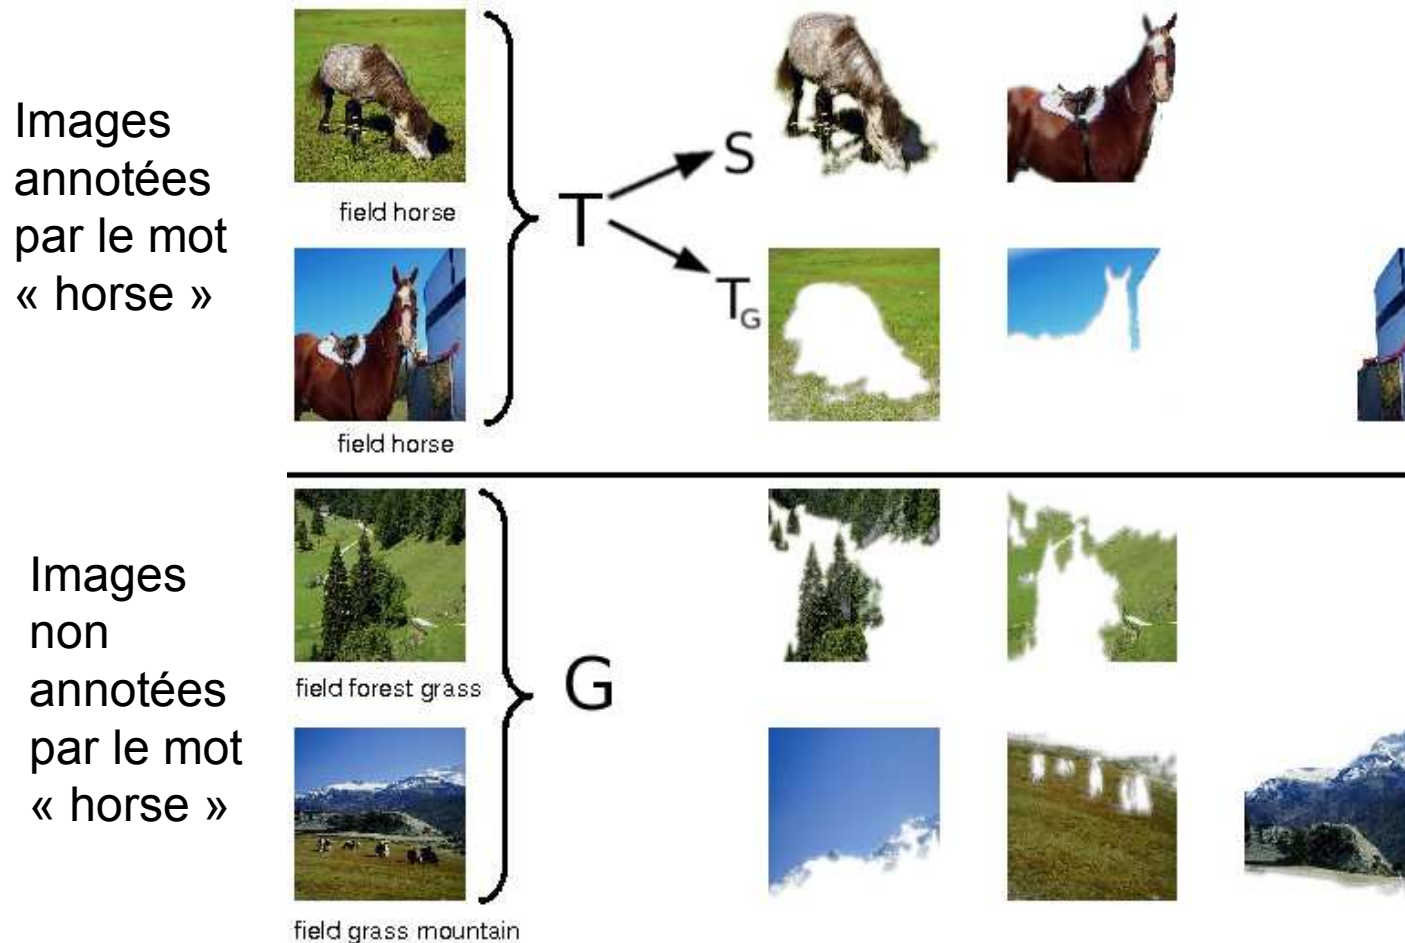 Images
annotées
par le mot
« horse »
field horse
field horse
T
S
T_G
Images
non
annotées
par le mot
« horse »
field forest grass
G
field grass mountain